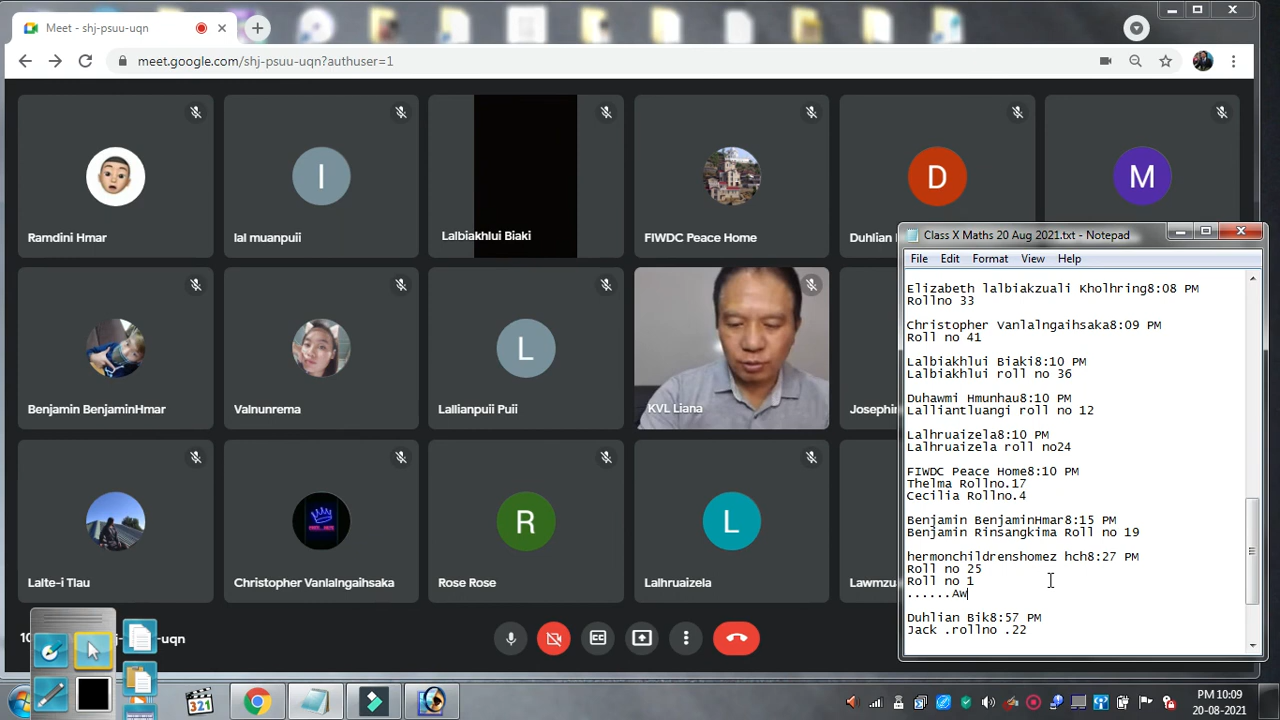 Meet - shj-psuu-uqn
meet.google.com/shj-psuu-uqn?authuser=1
Ramdini Hmar
I
lal muanpuii
Lalbiakhlui Biaki
FIWDC Peace Home
D
Duhlian
M
Benjamin BenjaminHmar
Valnunrema
L
Lallianpuii Puii
KVL Liana
Josephin
Lalte-i Tlau
Christopher Vanlalngaihsaka
R
Rose Rose
L
Lalhruaizela
Lawmzu
Class X Maths 20 Aug 2021.txt - Notepad
File Edit Format View Help
Elizabeth lalbiakzuali Kholhring8:08 PM
Rollno 33
Christopher Vanlalngaihsaka8:09 PM
Roll no 41
Lalbiakhlui Biaki8:10 PM
Lalbiakhlui roll no 36
Duhawmi Hmunhau8:10 PM
Lalliantluangi roll no 12
Lalhruaizela8:10 PM
Lalhruaizela roll no24
FIWDC Peace Home8:10 PM
Thelma Rollno.17
Cecilia Rollno.4
Benjamin BenjaminHmar8:15 PM
Benjamin Rinsangkima Roll no 19
hermonchildrenshomez hch8:27 PM
Roll no 25
Roll no 1
......Aw
Duhlian Bik8:57 PM
Jack .rollno .22
10
-uqn
321
PM 10:09
20-08-2021